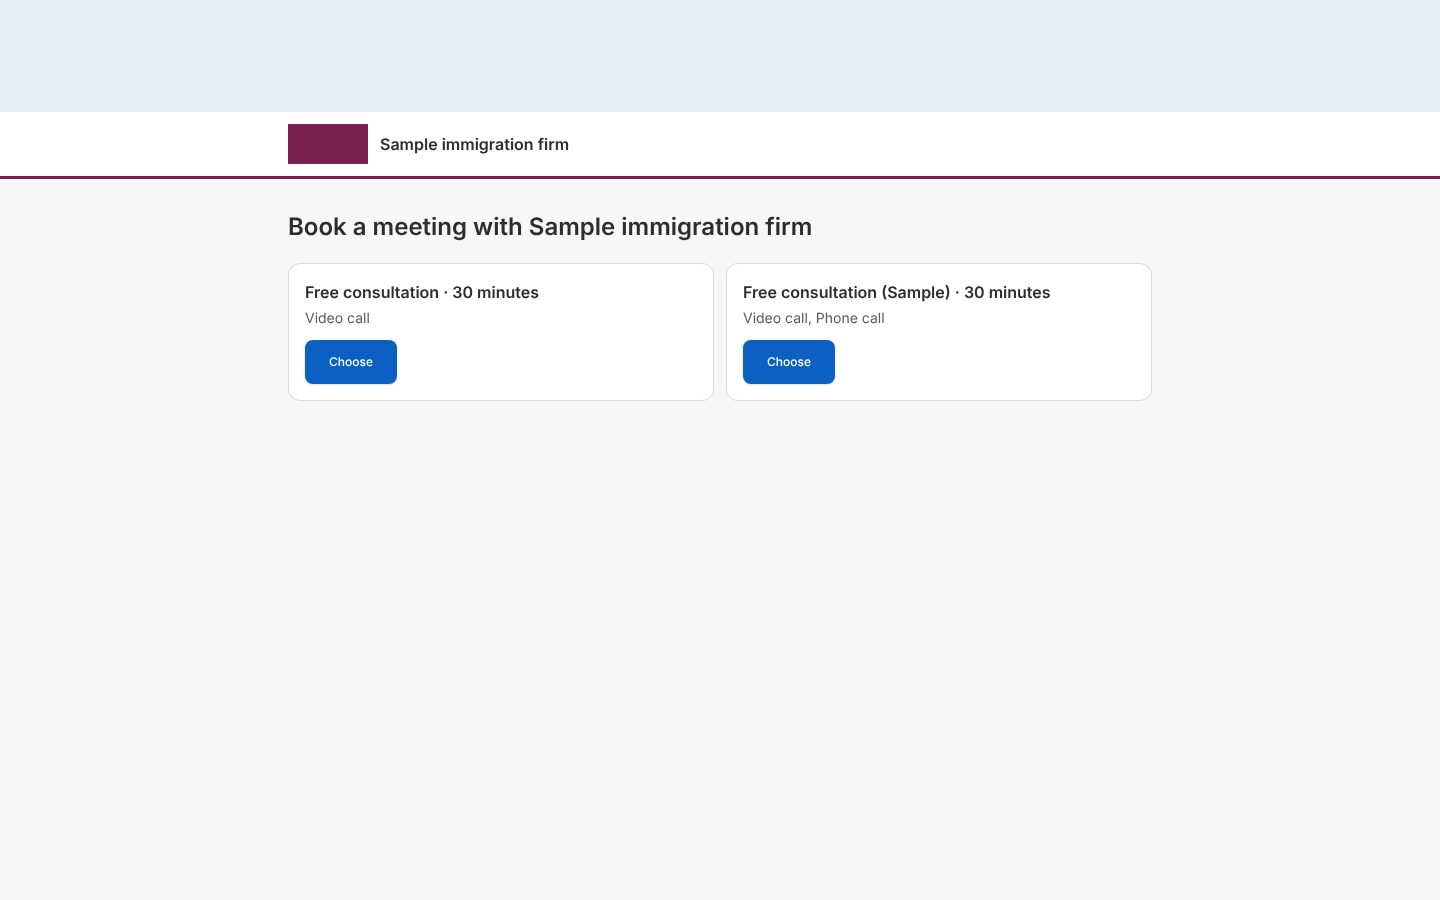 Sample immigration firm
Book a meeting with Sample immigration firm
Free consultation · 30 minutes
Video call
Choose
Free consultation (Sample) · 30 minutes
Video call, Phone call
Choose